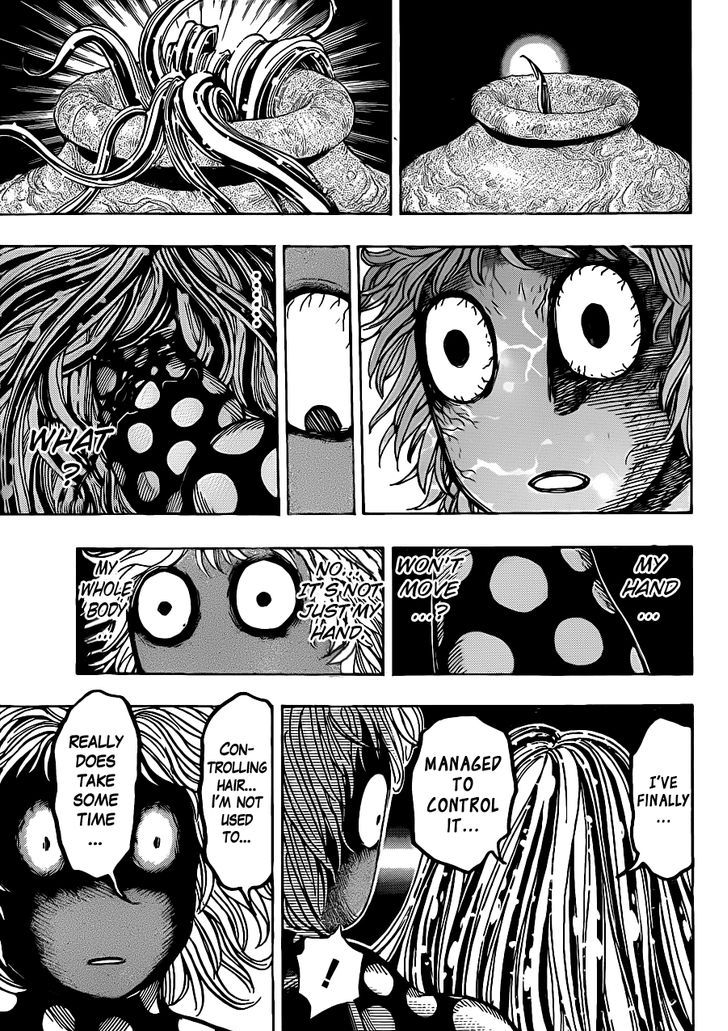 ......
WHAT
?
MY
HAND
...
WON'T
MOVE
...?
NO...
IT'S NOT
JUST MY
HAND.
MY
WHOLE
BODY
...
I'VE
FINALLY
...
MANAGED
TO
CONTROL
IT...
!
CON-
TROLLING
HAIR...
I'M NOT
USED
TO...
REALLY
DOES
TAKE
SOME
TIME
...